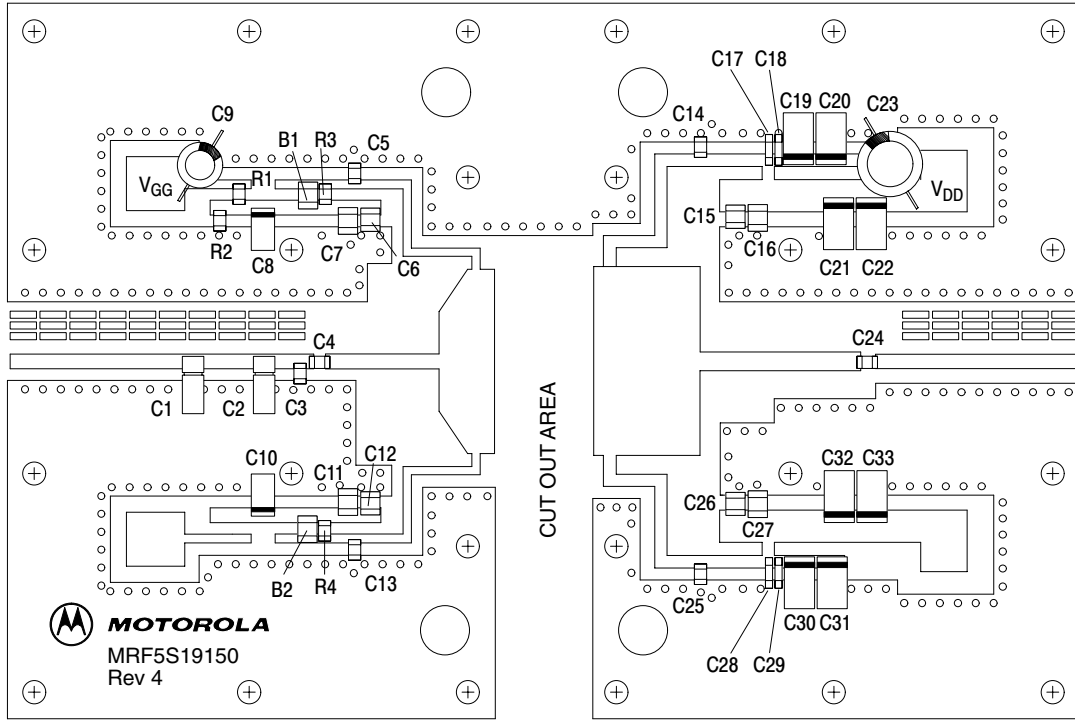 C17 C18
C19 C20 C23
C9
C14
B1 R3 C5
R1
VGG
VDD
C15
C16
R2 C8 C7 C6
C21 C22
C4
C24
C1 C2 C3
CUT OUT AREA
C10 C11 C12
C32 C33
C26
C27
B2 R4 C13
C25
C30 C31
C28 C29
MOTOROLA
MRF5S19150
Rev 4